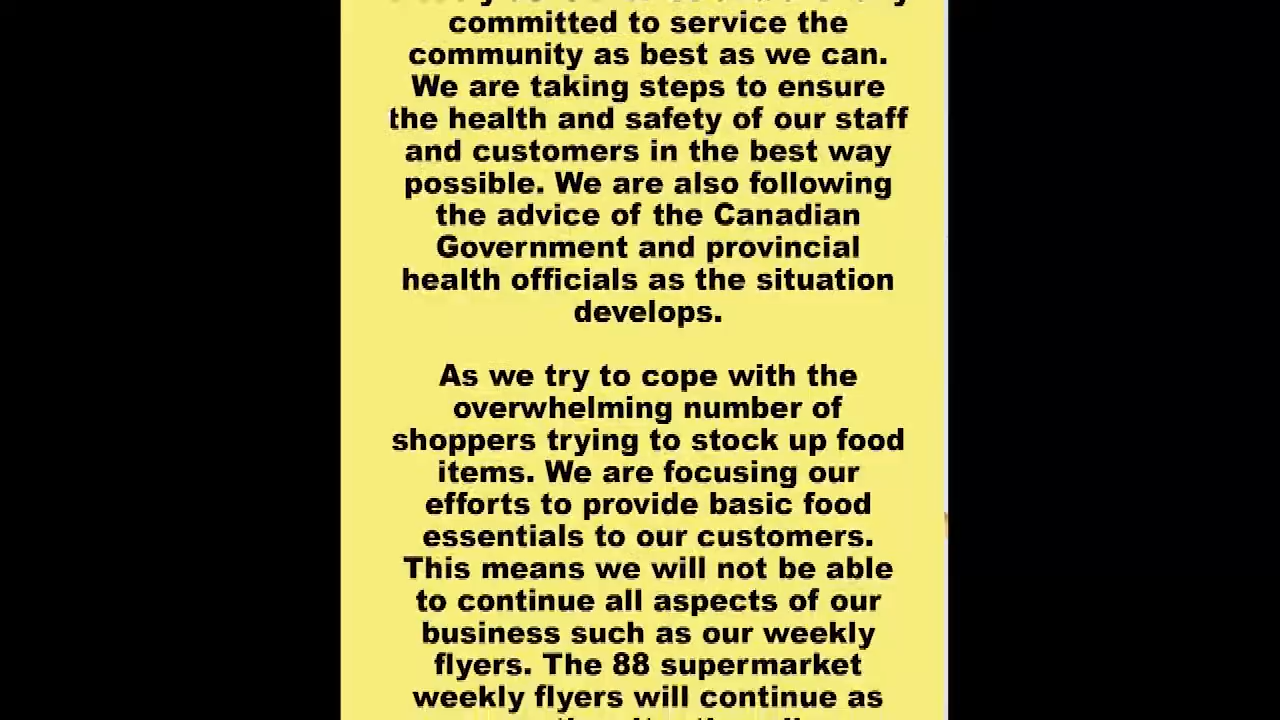 committed to service the
community as best as we can.
We are taking steps to ensure
the health and safety of our staff
and customers in the best way
possible. We are also following
the advice of the Canadian
Government and provincial
health officials as the situation
develops.
As we try to cope with the
overwhelming number of
shoppers trying to stock up food
items. We are focusing our
efforts to provide basic food
essentials to our customers.
This means we will not be able
to continue all aspects of our
business such as our weekly
flyers. The 88 supermarket
weekly flyers will continue as